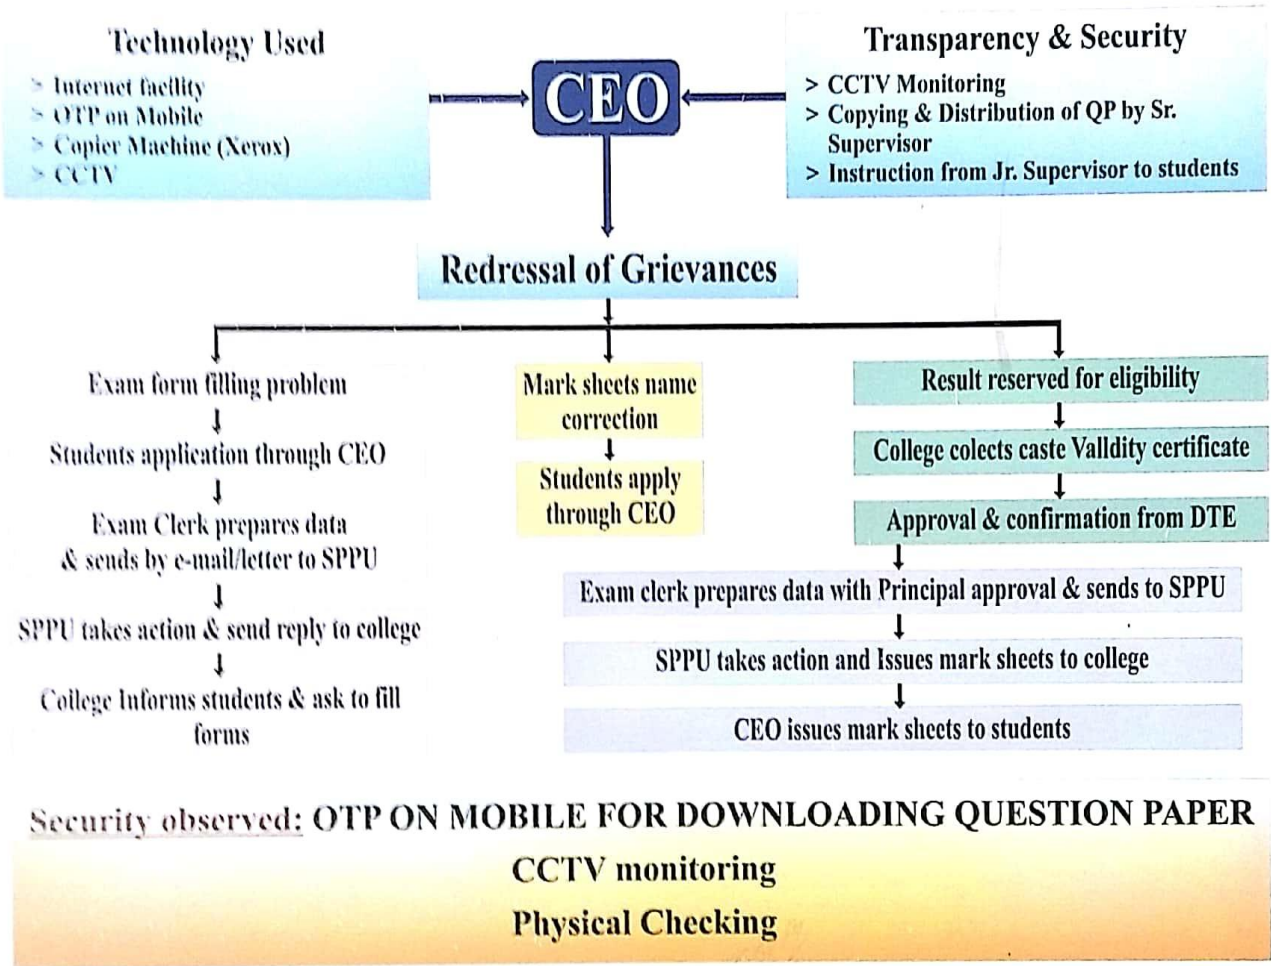 Technology Used
> Internet facility
> OTP on Mobile
> Copier Machine (Xerox)
> CCTV
CEO
Transparency & Security
> CCTV Monitoring
> Copying & Distribution of QP by Sr.
Supervisor
> Instruction from Jr. Supervisor to students
Redressal of Grievances
Exam form filling problem
Students application through CEO
Exam Clerk prepares data
& sends by e-mail/letter to SPPU
SPPU takes action & send reply to college
College Informs students & ask to fill
forms
Mark sheets name
correction
Students apply
through CEO
Result reserved for eligibility
College colects caste Valldity certificate
Approval & confirmation from DTE
Exam clerk prepares data with Principal approval & sends to SPPU
SPPU takes action and Issues mark sheets to college
CEO issues mark sheets to students
Security observed: OTP ON MOBILE FOR DOWNLOADING QUESTION PAPER
CCTV monitoring
Physical Checking